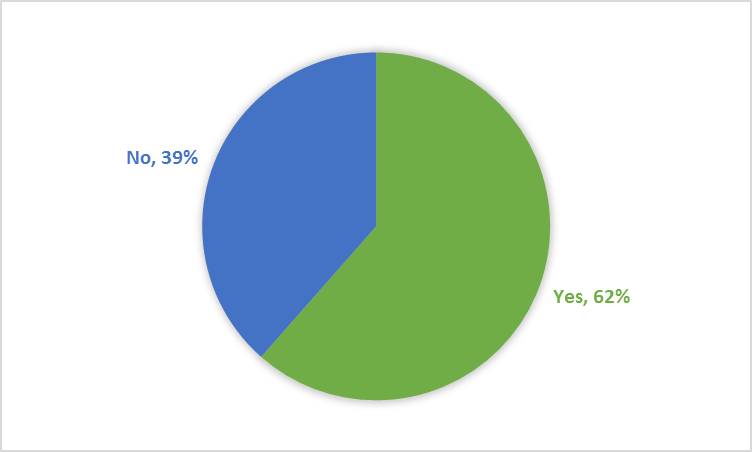 No, 39%
Yes, 62%